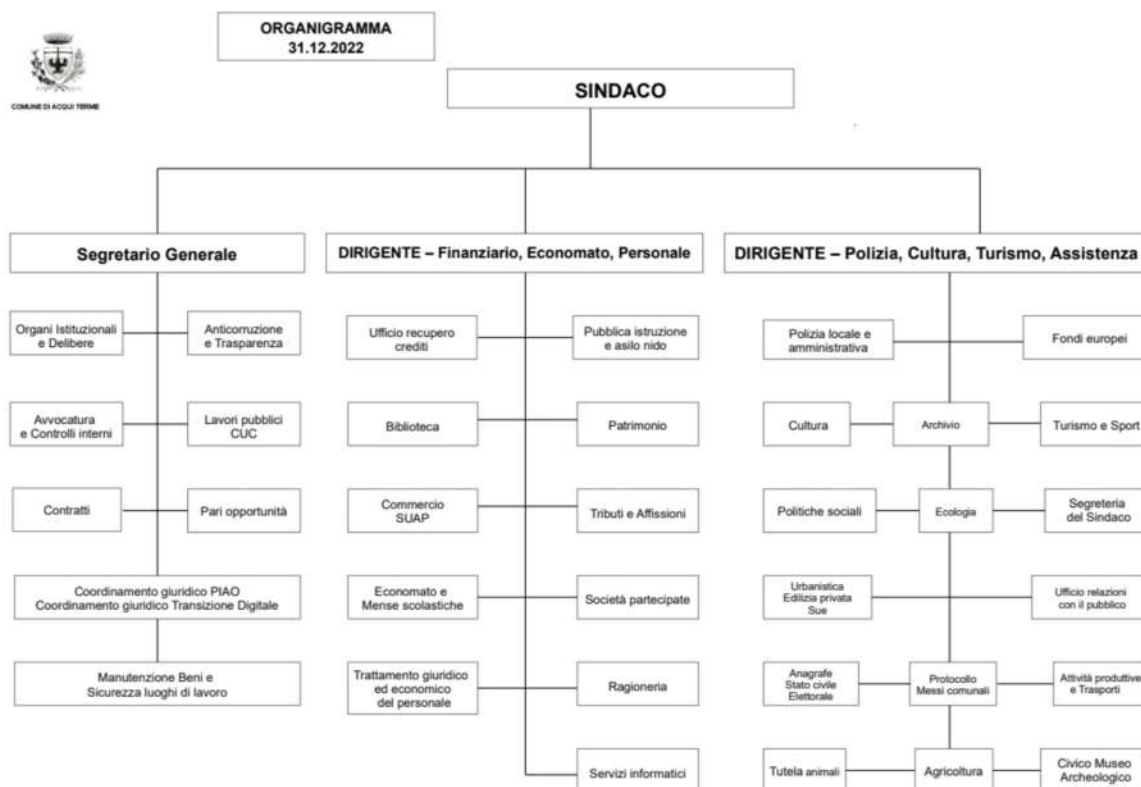 ORGANIGRAMMA
31.12.2022
COMUNE DI ACQUI TERME
SINDACO
Segretario Generale
Organi Istituzionali
e Delibere
Anticorruzione
e Trasparenza
Avvocatura
e Controlli interni
Lavori pubblici
CUC
Contratti
Pari opportunità
Coordinamento giuridico PIAO
Coordinamento giuridico Transizione Digitale
Manutenzione Beni e
Sicurezza luoghi di lavoro
DIRIGENTE – Finanziario, Economato, Personale
Ufficio recupero
crediti
Pubblica istruzione
e asilo nido
Biblioteca
Patrimonio
Commercio
SUAP
Tributi e Affissioni
Economato e
Mense scolastiche
Società partecipate
Trattamento giuridico
ed economico
del personale
Ragioneria
Servizi informatici
DIRIGENTE – Polizia, Cultura, Turismo, Assistenza
Polizia locale e
amministrativa
Fondi europei
Cultura
Archivio
Turismo e Sport
Politiche sociali
Ecologia
Segreteria
del Sindaco
Urbanistica
Edilizia privata
Sue
Ufficio relazioni
con il pubblico
Anagrafe
Stato civile
Elettorale
Protocollo
Messi comunali
Attività produttive
e Trasporti
Tutela animali
Agricoltura
Civico Museo
Archeologico